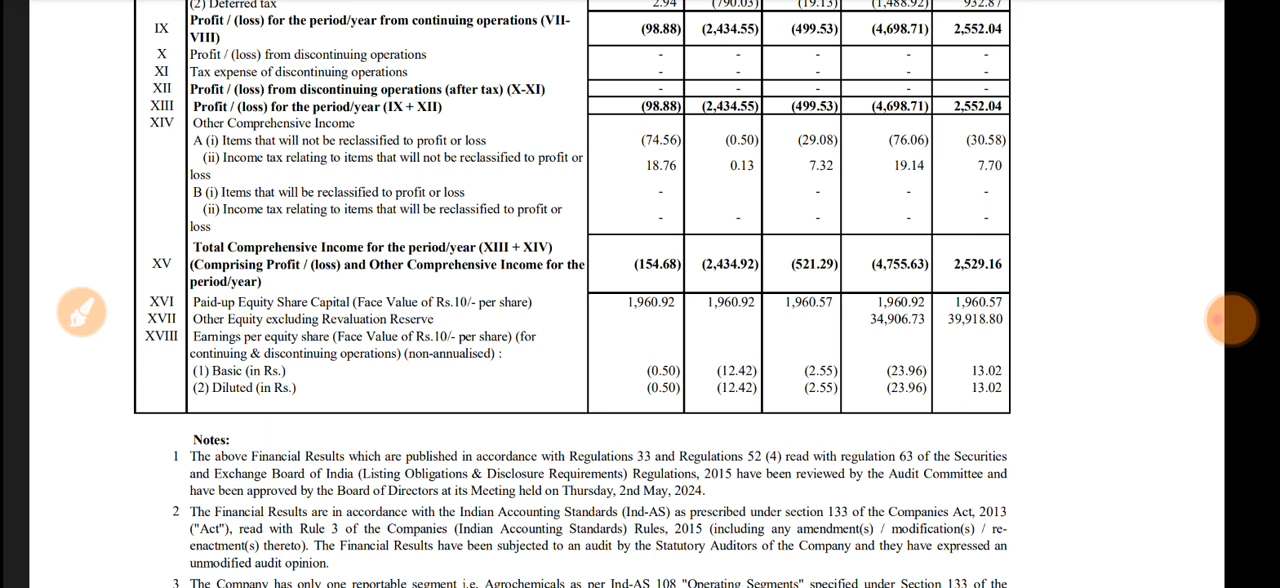 (2) Deferred tax 2.94 (790.03) (19.13) (1,488.92) 932.87
IX Profit / (loss) for the period/year from continuing operations (VII-
VIII) (98.88) (2,434.55) (499.53) (4,698.71) 2,552.04
X Profit / (loss) from discontinuing operations - - - - -
XI Tax expense of discontinuing operations - - - - -
XII Profit / (loss) from discontinuing operations (after tax) (X-XI) - - - - -
XIII Profit / (loss) for the period/year (IX + XII) (98.88) (2,434.55) (499.53) (4,698.71) 2,552.04
XIV Other Comprehensive Income
A (i) Items that will not be reclassified to profit or loss (74.56) (0.50) (29.08) (76.06) (30.58)
(ii) Income tax relating to items that will not be reclassified to profit or
loss 18.76 0.13 7.32 19.14 7.70
B (i) Items that will be reclassified to profit or loss - - - -
(ii) Income tax relating to items that will be reclassified to profit or
loss - - - - -
Total Comprehensive Income for the period/year (XIII + XIV)
XV (Comprising Profit / (loss) and Other Comprehensive Income for the (154.68) (2,434.92) (521.29) (4,755.63) 2,529.16
period/year)
XVI Paid-up Equity Share Capital (Face Value of Rs.10/- per share) 1,960.92 1,960.92 1,960.57 1,960.92 1,960.57
XVII Other Equity excluding Revaluation Reserve 34,906.73 39,918.80
XVIII Earnings per equity share (Face Value of Rs.10/- per share) (for
continuing & discontinuing operations) (non-annualised) :
(1) Basic (in Rs.) (0.50) (12.42) (2.55) (23.96) 13.02
(2) Diluted (in Rs.) (0.50) (12.42) (2.55) (23.96) 13.02
Notes:
1 The above Financial Results which are published in accordance with Regulations 33 and Regulations 52 (4) read with regulation 63 of the Securities
and Exchange Board of India (Listing Obligations & Disclosure Requirements) Regulations, 2015 have been reviewed by the Audit Committee and
have been approved by the Board of Directors at its Meeting held on Thursday, 2nd May, 2024.
2 The Financial Results are in accordance with the Indian Accounting Standards (Ind-AS) as prescribed under section 133 of the Companies Act, 2013
("Act"), read with Rule 3 of the Companies (Indian Accounting Standards) Rules, 2015 (including any amendment(s) / modification(s) / re-
enactment(s) thereto). The Financial Results have been subjected to an audit by the Statutory Auditors of the Company and they have expressed an
unmodified audit opinion.
3 The Company has only one reportable segment i.e. Agrochemicals as per Ind-AS 108 "Operating Segments" specified under Section 133 of the